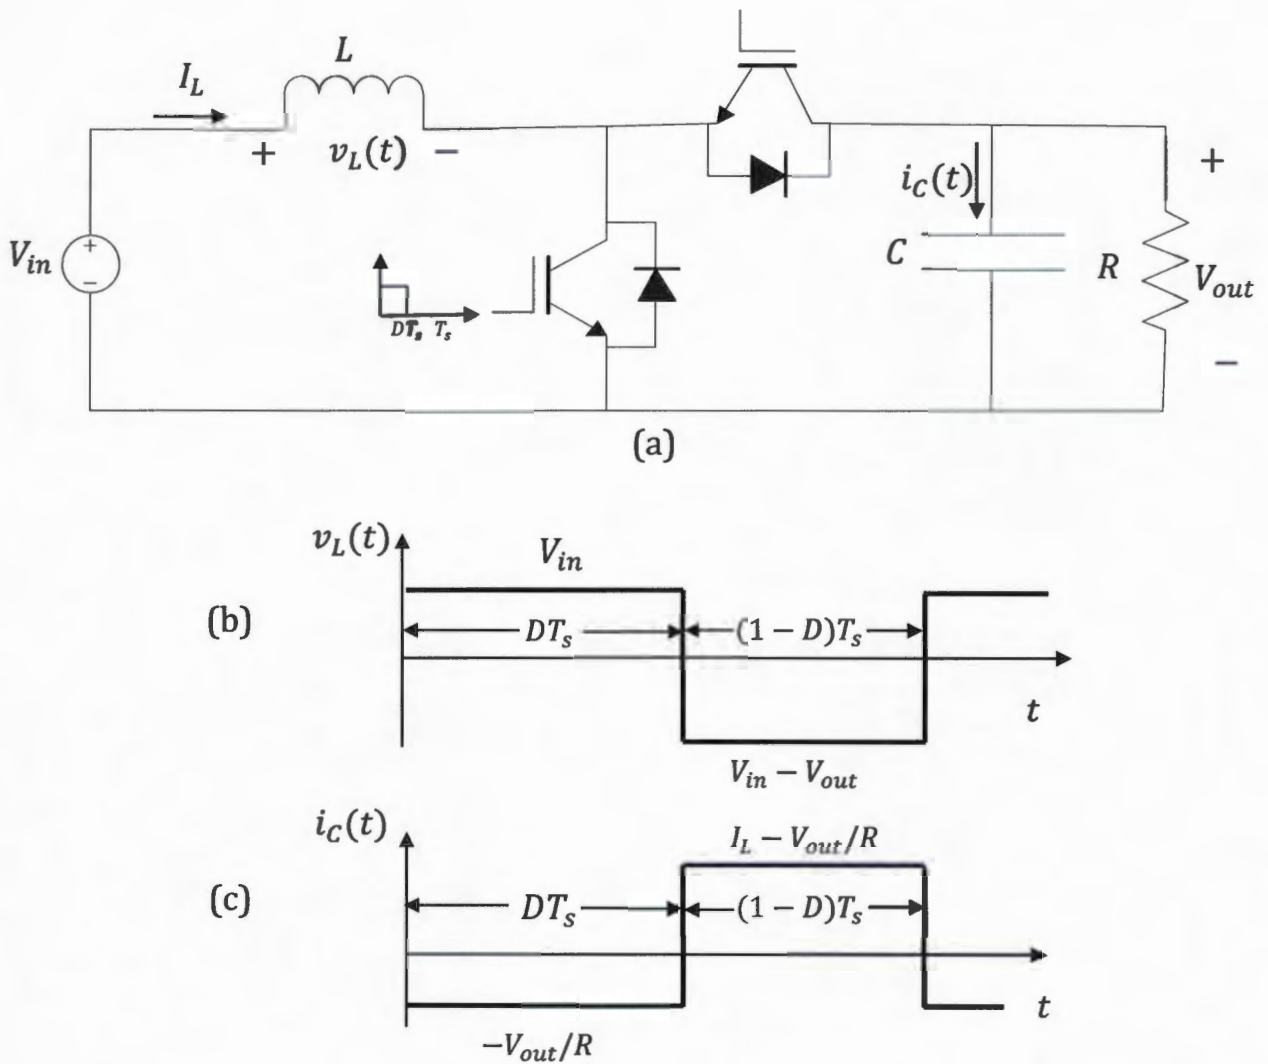 L
I_L
+ v_L(t) −
V_in
+
−
DT_s T_s
i_C(t)
C
R
+
V_out
−
(a)
v_L(t)
V_in
(b)
DT_s
(1 − D)T_s
t
V_in − V_out
i_C(t)
I_L − V_out/R
(c)
DT_s
(1 − D)T_s
t
−V_out/R